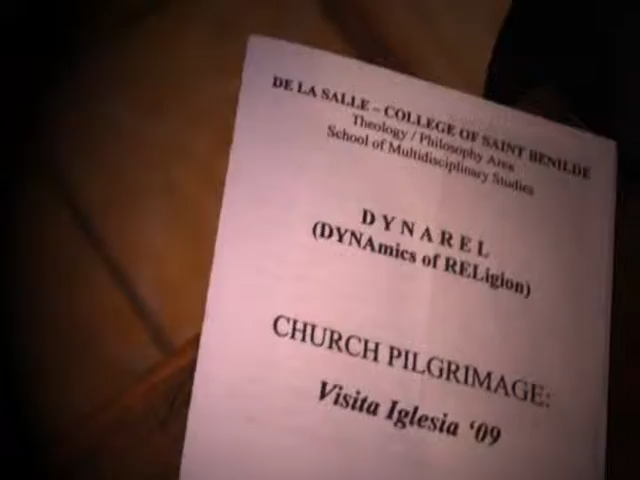 DE LA SALLE – COLLEGE OF SAINT BENILDE
Theology / Philosophy Area
School of Multidisciplinary Studies
DYNAREL
(DYNAmics of RELigion)
CHURCH PILGRIMAGE:
Visita Iglesia ‘09